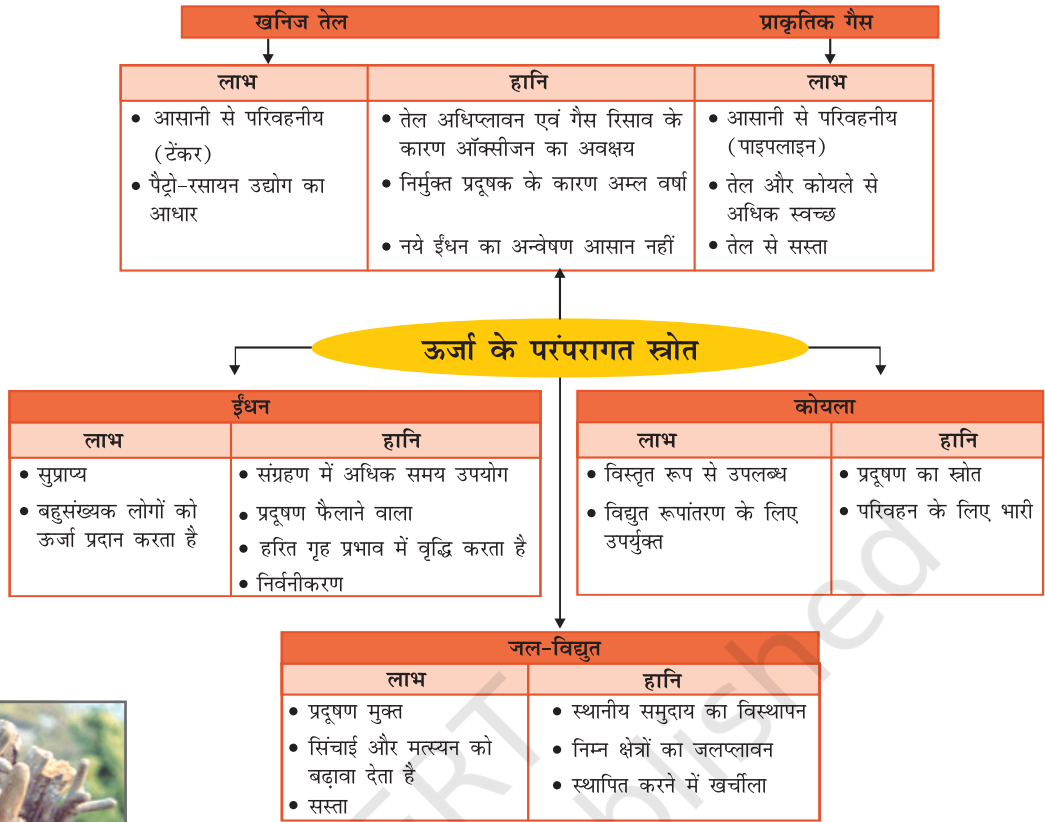 खनिज तेल
प्राकृतिक गैस
लाभ
हानि
लाभ
• आसानी से परिवहनीय
(टेंकर)
• पैट्रो-रसायन उद्योग का
आधार
• तेल अधिप्लावन एवं गैस रिसाव के
कारण ऑक्सीजन का अवक्षय
• निर्मुक्त प्रदूषक के कारण अम्ल वर्षा
• नये ईंधन का अन्वेषण आसान नहीं
• आसानी से परिवहनीय
(पाइपलाइन)
• तेल और कोयले से
अधिक स्वच्छ
• तेल से सस्ता
ऊर्जा के परंपरागत स्त्रोत
ईंधन
लाभ
हानि
• सुप्राप्य
• बहुसंख्यक लोगों को
ऊर्जा प्रदान करता है
• संग्रहण में अधिक समय उपयोग
• प्रदूषण फैलाने वाला
• हरित गृह प्रभाव में वृद्धि करता है
• निर्वनीकरण
कोयला
लाभ
हानि
• विस्तृत रूप से उपलब्ध
• विद्युत रूपांतरण के लिए
उपर्युक्त
• प्रदूषण का स्त्रोत
• परिवहन के लिए भारी
जल-विद्युत
लाभ
हानि
• प्रदूषण मुक्त
• सिंचाई और मत्स्यन को
बढ़ावा देता है
• सस्ता
• स्थानीय समुदाय का विस्थापन
• निम्न क्षेत्रों का जलप्लावन
• स्थापित करने में खर्चीला